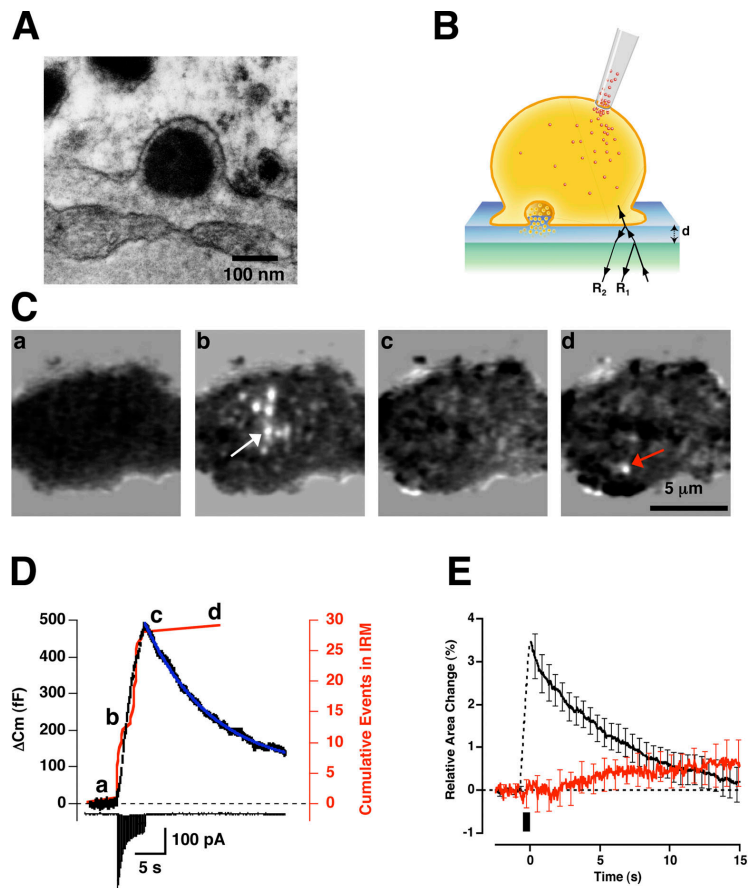 A
100 nm
B
d
R2 R1
C
a
b
c
d
5 μm
D
ΔCm (fF)
500
400
300
200
100
0
a
b
c
d
30
25
20
15
10
5
0
Cumulative Events in IRM
100 pA
5 s
E
Relative Area Change (%)
4
3
2
1
0
-1
0 5 10 15
Time (s)